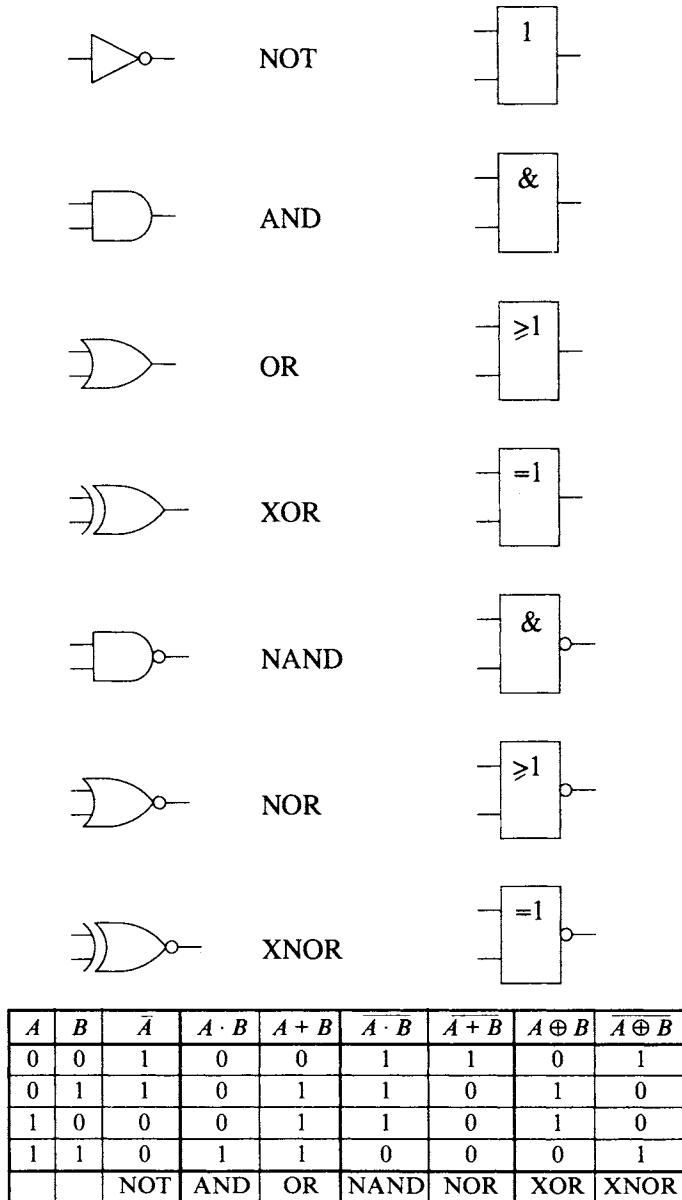 NOT 1
AND &
OR ⩾1
XOR =1
NAND &
NOR ⩾1
XNOR =1
A B A̅ A · B A + B A̅ ̅·̅ ̅B̅ A̅ ̅+̅ ̅B̅ A ⊕ B A̅ ̅⊕̅ ̅B̅
0 0 1 0 0 1 1 0 1
0 1 1 0 1 1 0 1 0
1 0 0 0 1 1 0 1 0
1 1 0 1 1 0 0 0 1
NOT AND OR NAND NOR XOR XNOR